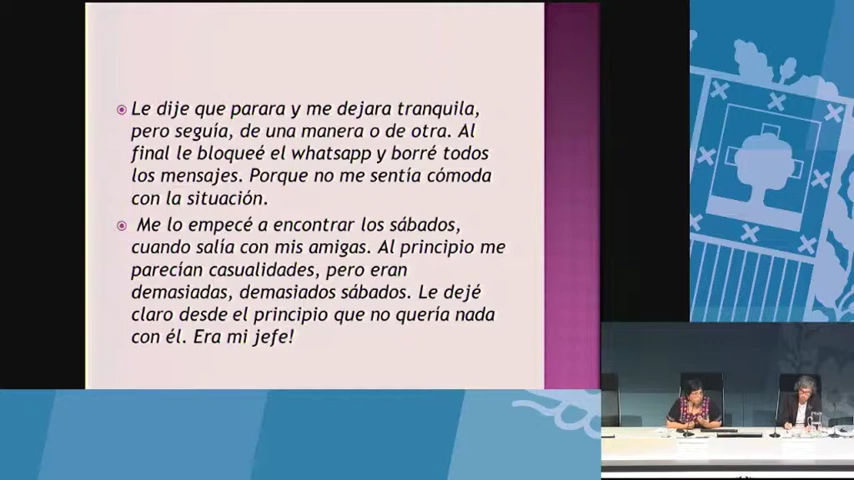 Le dije que parara y me dejara tranquila,
pero seguía, de una manera o de otra. Al
final le bloqueé el whatsapp y borré todos
los mensajes. Porque no me sentía cómoda
con la situación.
Me lo empecé a encontrar los sábados,
cuando salía con mis amigas. Al principio me
parecían casualidades, pero eran
demasiadas, demasiados sábados. Le dejé
claro desde el principio que no quería nada
con él. Era mi jefe!